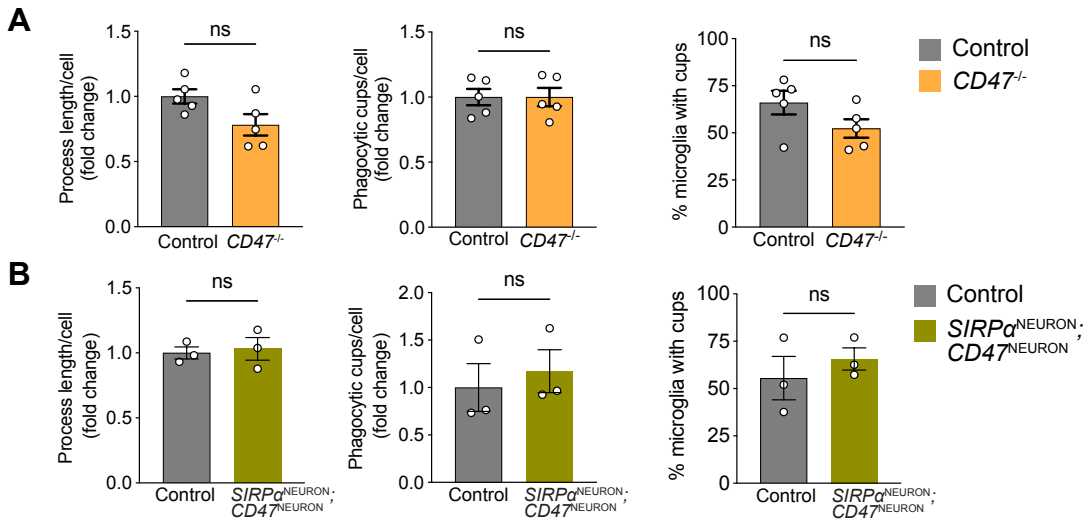 A
Process length/cell
(fold change)
1.5
1.0
0.5
0.0
ns
Control
CD47-/-
Phagocytic cups/cell
(fold change)
1.5
1.0
0.5
0.0
ns
Control
CD47-/-
% microglia with cups
100
75
50
25
0
ns
Control
CD47-/-
Control
CD47-/-
B
Process length/cell
(fold change)
1.5
1.0
0.5
0.0
ns
Control
SIRPαNEURON;
CD47NEURON
Phagocytic cups/cell
(fold change)
2.0
1.5
1.0
0.5
0.0
ns
Control
SIRPαNEURON;
CD47NEURON
% microglia with cups
100
75
50
25
0
ns
Control
SIRPαNEURON;
CD47NEURON
Control
SIRPαNEURON;
CD47NEURON